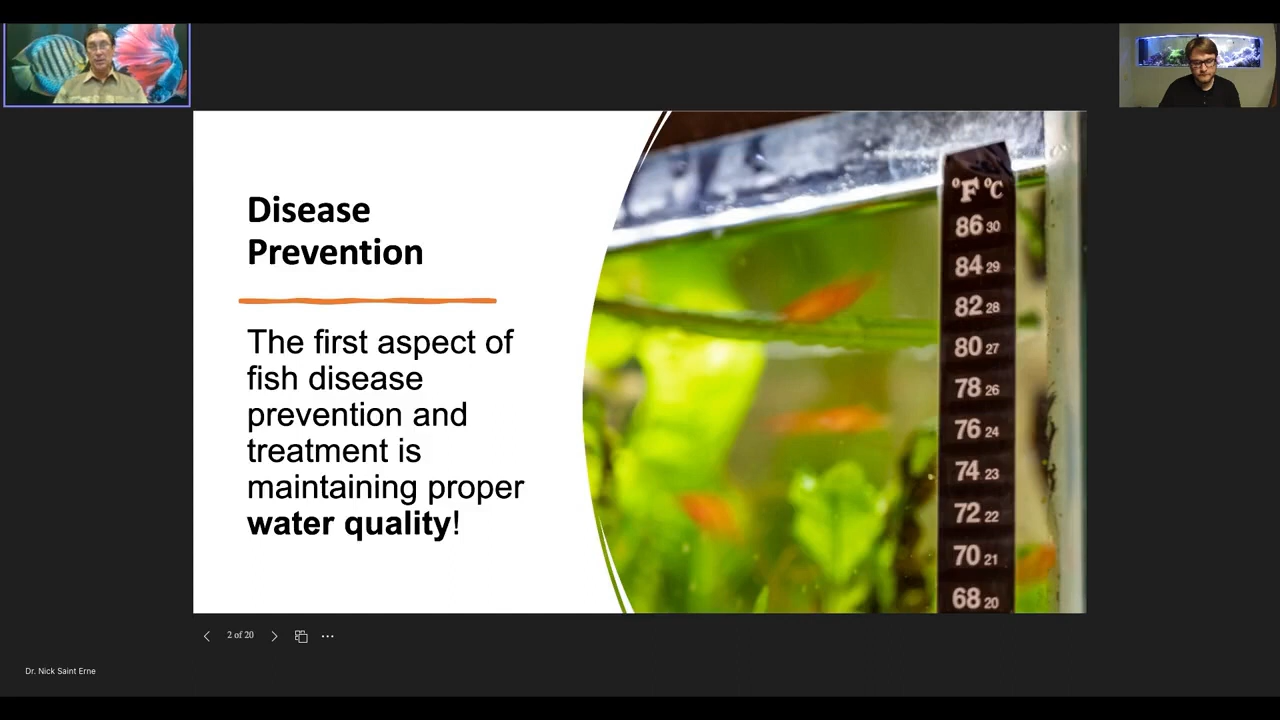 Disease
Prevention
The first aspect of
fish disease
prevention and
treatment is
maintaining proper
water quality!
°F °C
86 30
84 29
82 28
80 27
78 26
76 24
74 23
72 22
70 21
68 20
2 of 20
Dr. Nick Saint Erne